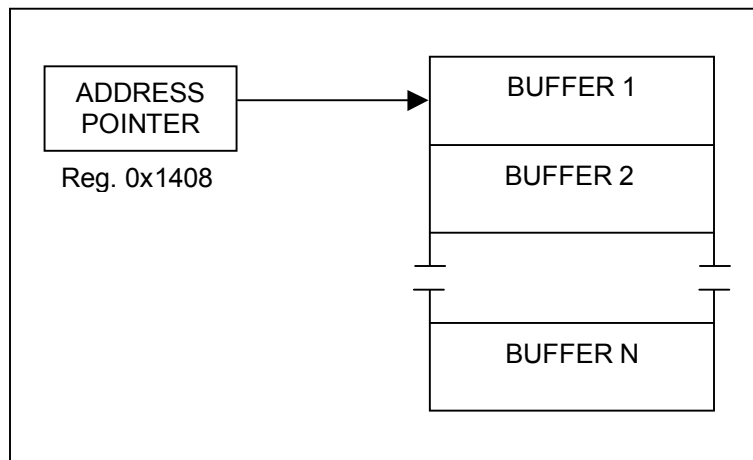 ADDRESS
POINTER
Reg. 0x1408
BUFFER 1
BUFFER 2
BUFFER N